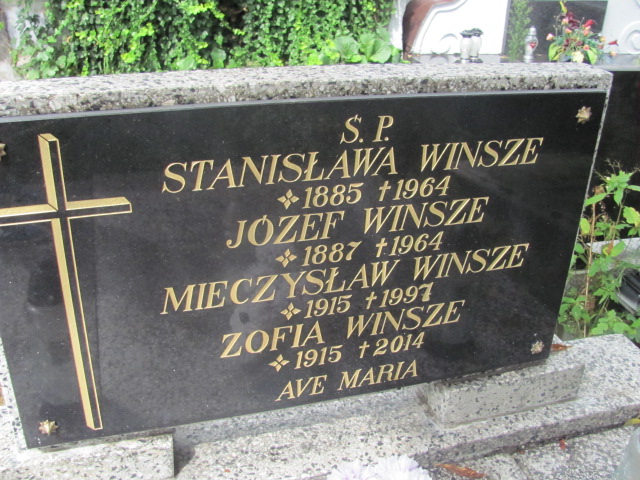 Ś. P.
STANISŁAWA WINSZE
1885 † 1964
JÓZEF WINSZE
1887 † 1964
MIECZYSŁAW WINSZE
1915 † 1997
ZOFIA WINSZE
1915 † 2014
AVE MARIA